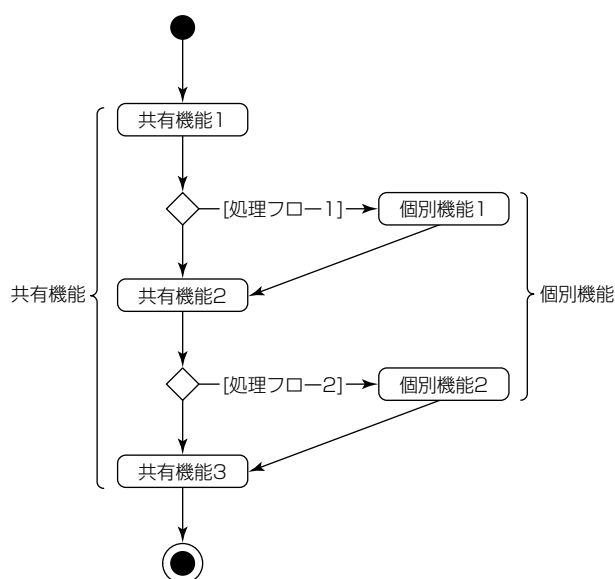 共有機能1
[処理フロー1]
個別機能1
共有機能
共有機能2
個別機能
[処理フロー2]
個別機能2
共有機能3